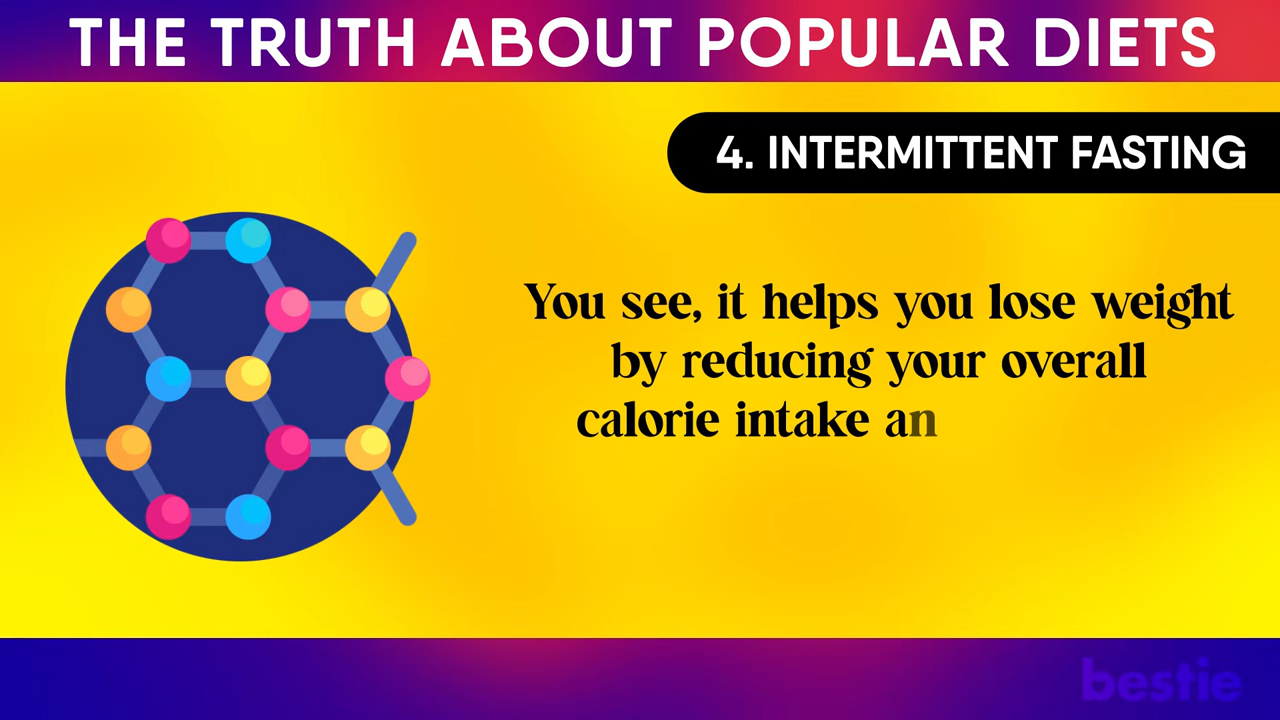 THE TRUTH ABOUT POPULAR DIETS
4. INTERMITTENT FASTING
You see, it helps you lose weight
by reducing your overall
calorie intake an
bestie